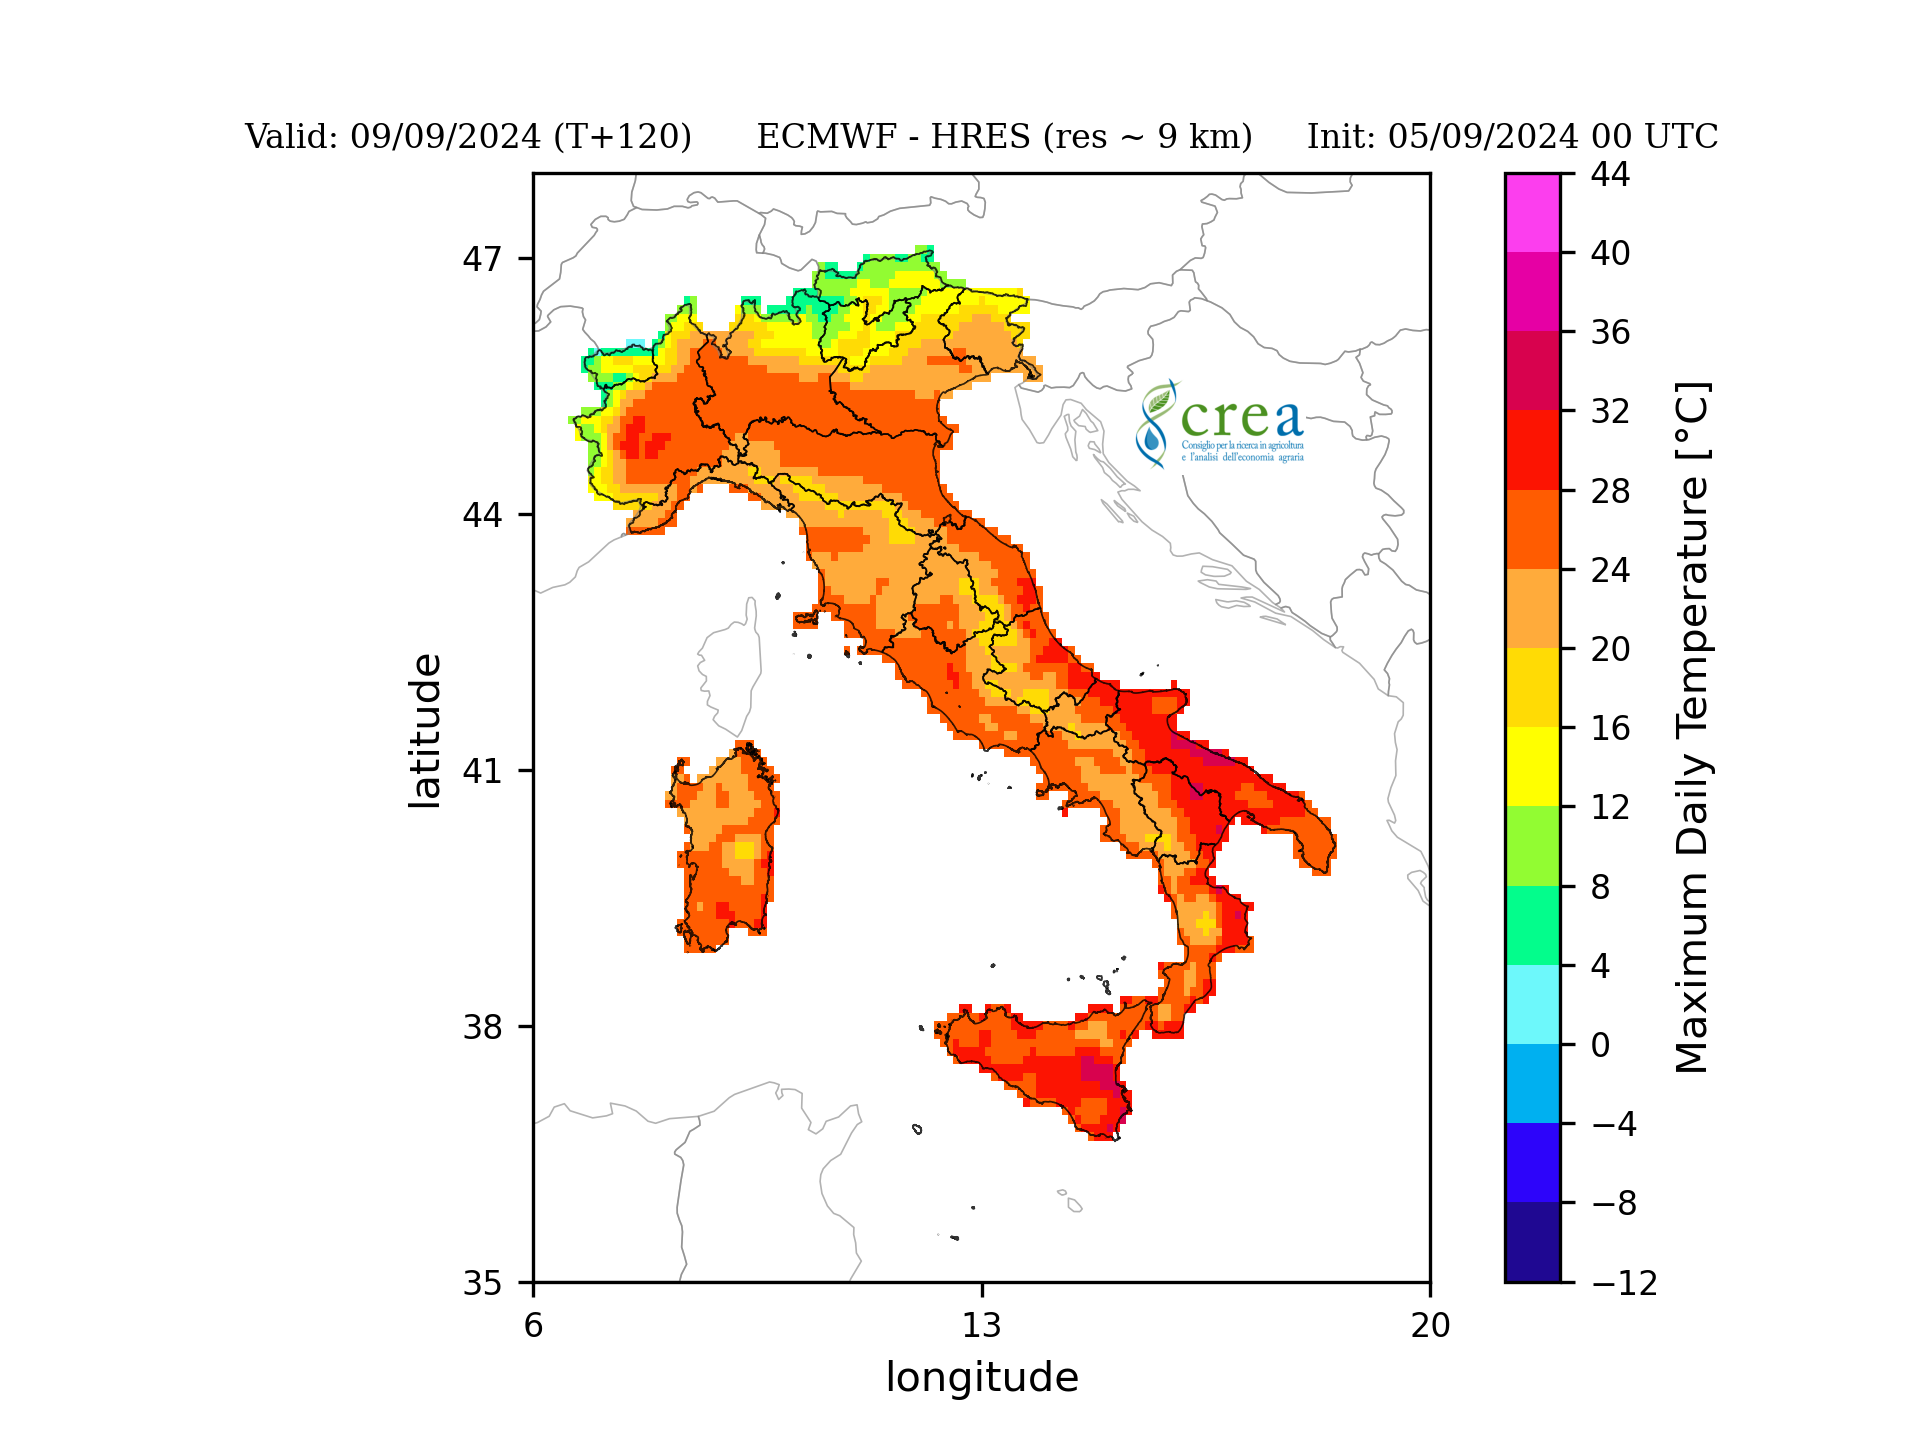 Valid: 09/09/2024 (T+120) ECMWF - HRES (res ~ 9 km) Init: 05/09/2024 00 UTC
47
44
41
38
35
6 13 20
longitude
latitude
crea
Consiglio per la ricerca in agricoltura
e l'analisi dell'economia agraria
44
40
36
32
28
24
20
16
12
8
4
0
−4
−8
−12
Maximum Daily Temperature [°C]